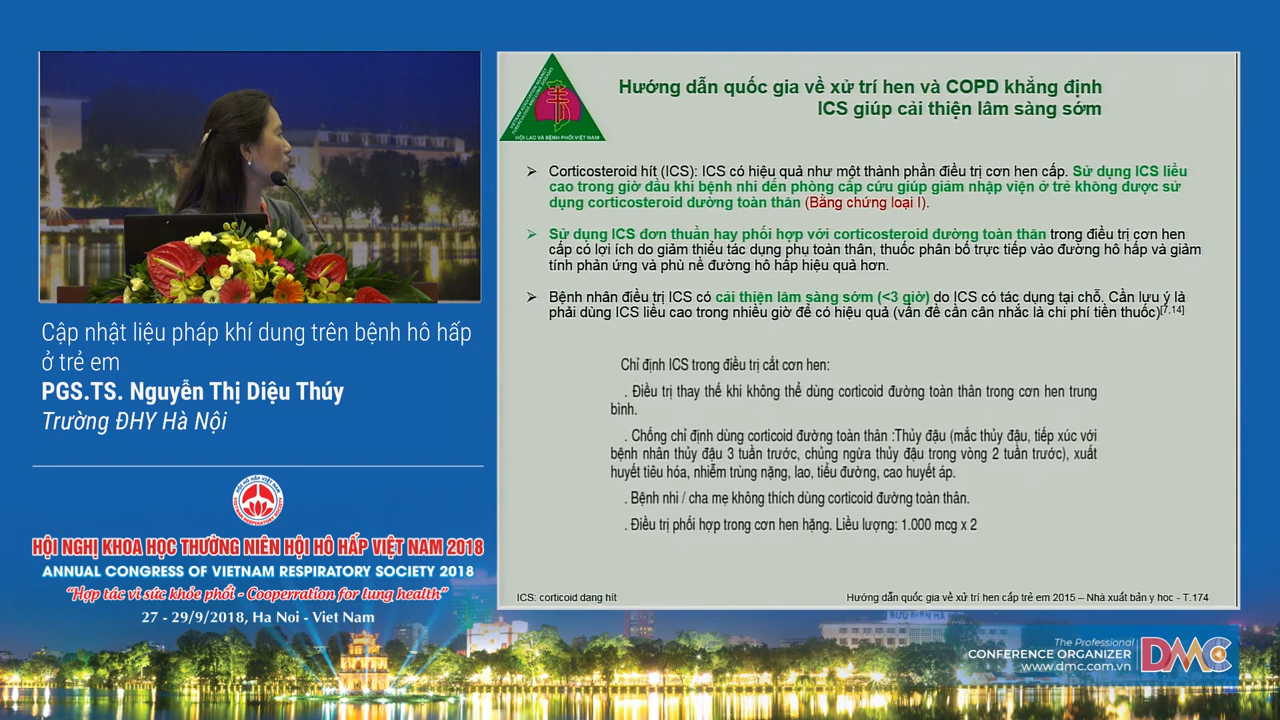 Cập nhật liệu pháp khí dung trên bệnh hô hấp
ở trẻ em
PGS.TS. Nguyễn Thị Diệu Thúy
Trường ĐHY Hà Nội
HỘI HÔ HẤP VIỆT NAM
VIETNAM RESPIRATORY SOCIETY
HỘI NGHỊ KHOA HỌC THƯỜNG NIÊN HỘI HÔ HẤP VIỆT NAM 2018
ANNUAL CONGRESS OF VIETNAM RESPIRATORY SOCIETY 2018
“Hợp tác vì sức khỏe phổi - Cooperration for lung health”
27 - 29/9/2018, Ha Noi - Viet Nam
HỘI LAO VÀ BỆNH PHỔI VIỆT NAM
Hướng dẫn quốc gia về xử trí hen và COPD khẳng định
ICS giúp cải thiện lâm sàng sớm
➢ Corticosteroid hít (ICS): ICS có hiệu quả như một thành phần điều trị cơn hen cấp. Sử dụng ICS liều
cao trong giờ đầu khi bệnh nhi đến phòng cấp cứu giúp giảm nhập viện ở trẻ không được sử
dụng corticosteroid đường toàn thân (Bằng chứng loại I).
➢ Sử dụng ICS đơn thuần hay phối hợp với corticosteroid đường toàn thân trong điều trị cơn hen
cấp có lợi ích do giảm thiểu tác dụng phụ toàn thân, thuốc phân bố trực tiếp vào đường hô hấp và giảm
tính phản ứng và phù nề đường hô hấp hiệu quả hơn.
➢ Bệnh nhân điều trị ICS có cải thiện lâm sàng sớm (<3 giờ) do ICS có tác dụng tại chỗ. Cần lưu ý là
phải dùng ICS liều cao trong nhiều giờ để có hiệu quả (vấn đề cần cân nhắc là chi phí tiền thuốc)[7,14]
Chỉ định ICS trong điều trị cắt cơn hen:
. Điều trị thay thế khi không thể dùng corticoid đường toàn thân trong cơn hen trung
bình.
. Chống chỉ định dùng corticoid đường toàn thân :Thủy đậu (mắc thủy đậu, tiếp xúc với
bệnh nhân thủy đậu 3 tuần trước, chủng ngừa thủy đậu trong vòng 2 tuần trước), xuất
huyết tiêu hóa, nhiễm trùng nặng, lao, tiểu đường, cao huyết áp.
. Bệnh nhi / cha mẹ không thích dùng corticoid đường toàn thân.
. Điều trị phối hợp trong cơn hen nặng. Liều lượng: 1.000 mcg x 2
ICS: corticoid dạng hít
Hướng dẫn quốc gia về xử trí hen cấp trẻ em 2015 – Nhà xuất bản y học - T.174
The Professional
CONFERENCE ORGANIZER
www.dmc.com.vn
DMC